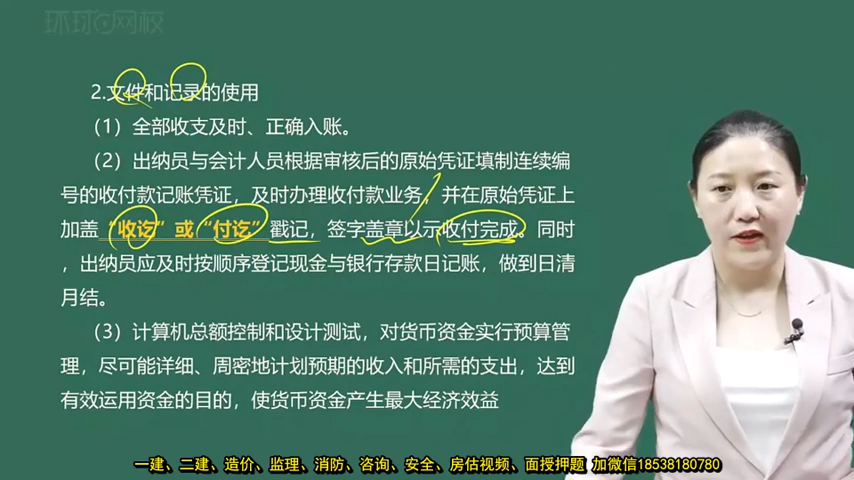 环球网校
2.文件和记录的使用
（1）全部收支及时、正确入账。
（2）出纳员与会计人员根据审核后的原始凭证填制连续编
号的收付款记账凭证，及时办理收付款业务，并在原始凭证上
加盖“收讫”或“付讫”戳记，签字盖章以示收付完成。同时
，出纳员应及时按顺序登记现金与银行存款日记账，做到日清
月结。
（3）计算机总额控制和设计测试，对货币资金实行预算管
理，尽可能详细、周密地计划预期的收入和所需的支出，达到
有效运用资金的目的，使货币资金产生最大经济效益
一建、二建、造价、监理、消防、咨询、安全、房估视频、面授押题 加微信18538180780